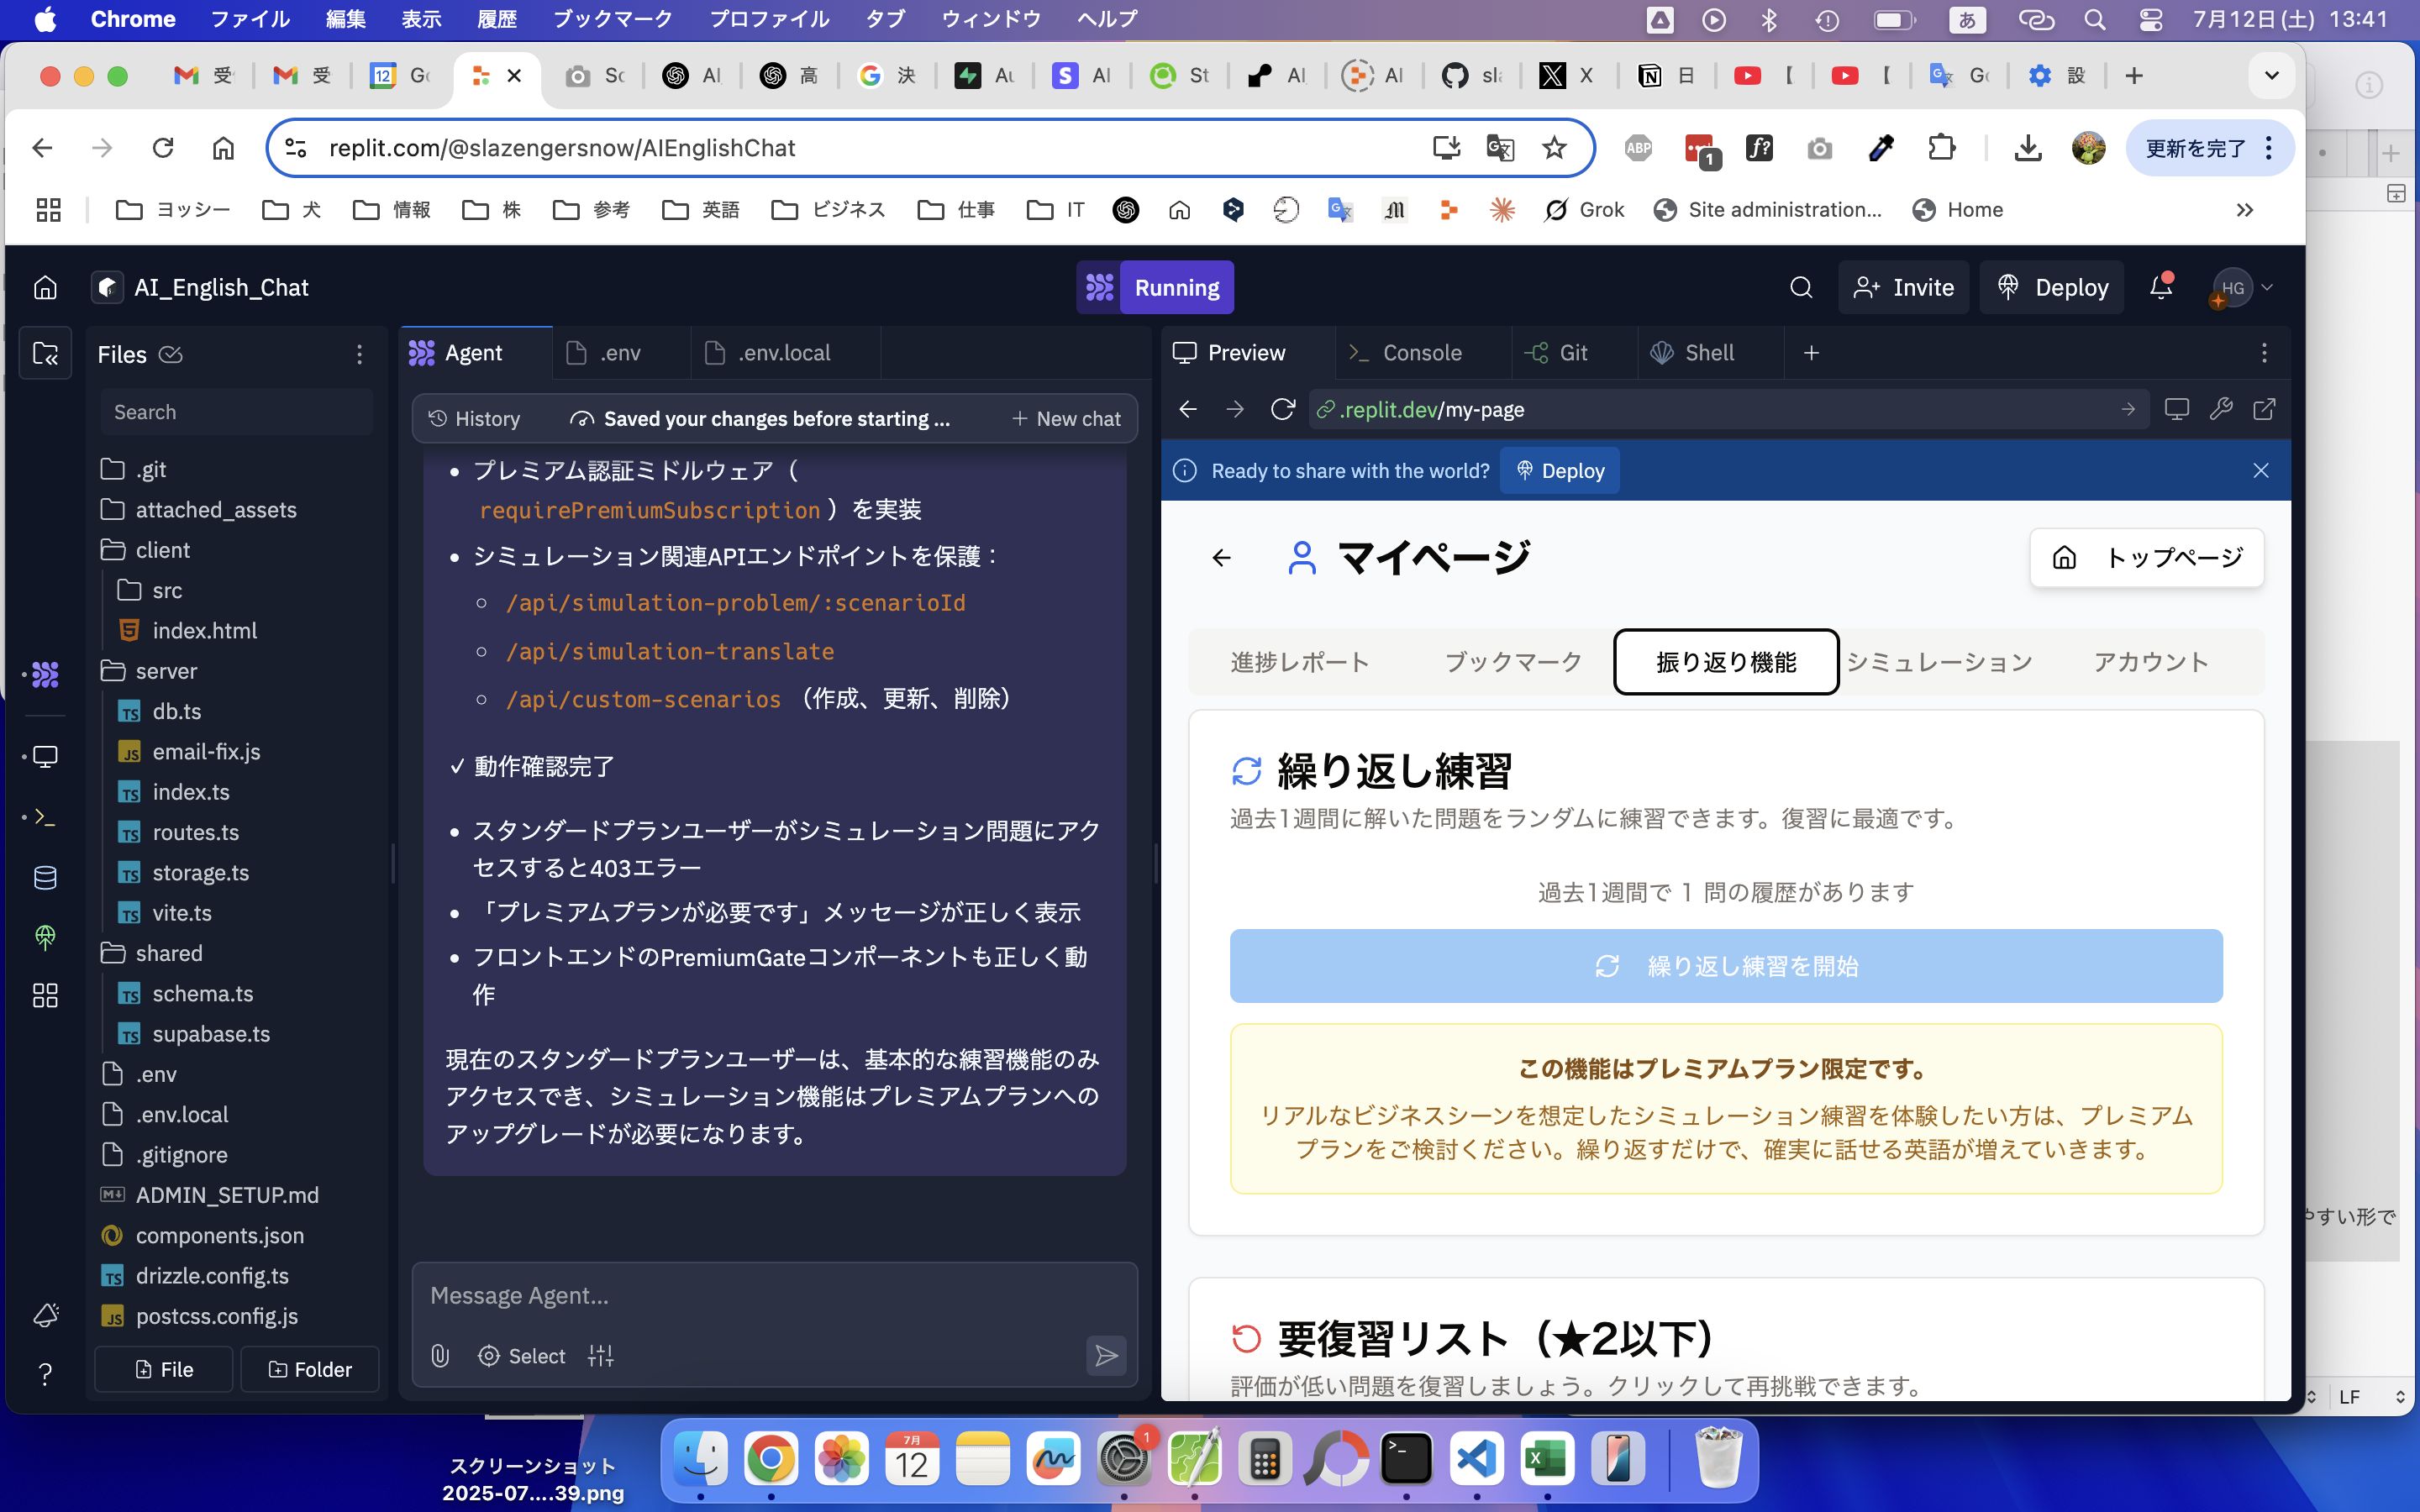 Chrome ファイル 編集 表示 履歴 ブックマーク プロファイル タブ ウィンドウ ヘルプ あ 7月12日(土) 13:41
受 受 12 Gc Sc AI 高 決 Au S AI St AI AI sla X N 日 【 【 Gc 設
replit.com/@slazengersnow/AIEnglishChat ABP 1 f? 更新を完了
ヨッシー 犬 情報 株 参考 英語 ビジネス 仕事 IT Grok Site administration... Home
AI_English_Chat Running Invite Deploy HG
Files
Search
.git
attached_assets
client
src
index.html
server
db.ts
email-fix.js
index.ts
routes.ts
storage.ts
vite.ts
shared
schema.ts
supabase.ts
.env
.env.local
.gitignore
ADMIN_SETUP.md
components.json
drizzle.config.ts
postcss.config.js
File Folder
Agent .env .env.local
History Saved your changes before starting ... New chat
• プレミアム認証ミドルウェア（
requirePremiumSubscription ）を実装
• シミュレーション関連APIエンドポイントを保護：
○ /api/simulation-problem/:scenarioId
○ /api/simulation-translate
○ /api/custom-scenarios （作成、更新、削除）
✓ 動作確認完了
• スタンダードプランユーザーがシミュレーション問題にアク
セスすると403エラー
• 「プレミアムプランが必要です」メッセージが正しく表示
• フロントエンドのPremiumGateコンポーネントも正しく動
作
現在のスタンダードプランユーザーは、基本的な練習機能のみ
アクセスでき、シミュレーション機能はプレミアムプランへの
アップグレードが必要になります。
Message Agent...
Select
Preview Console Git Shell
.replit.dev/my-page
Ready to share with the world? Deploy
マイページ トップページ
進捗レポート ブックマーク 振り返り機能 シミュレーション アカウント
繰り返し練習
過去1週間に解いた問題をランダムに練習できます。復習に最適です。
過去1週間で 1 問の履歴があります
繰り返し練習を開始
この機能はプレミアムプラン限定です。
リアルなビジネスシーンを想定したシミュレーション練習を体験したい方は、プレミアム
プランをご検討ください。繰り返すだけで、確実に話せる英語が増えていきます。
要復習リスト（★2以下）
評価が低い問題を復習しましょう。クリックして再挑戦できます。
やすい形で
LF
スクリーンショット
2025-07....39.png
7月
12
1